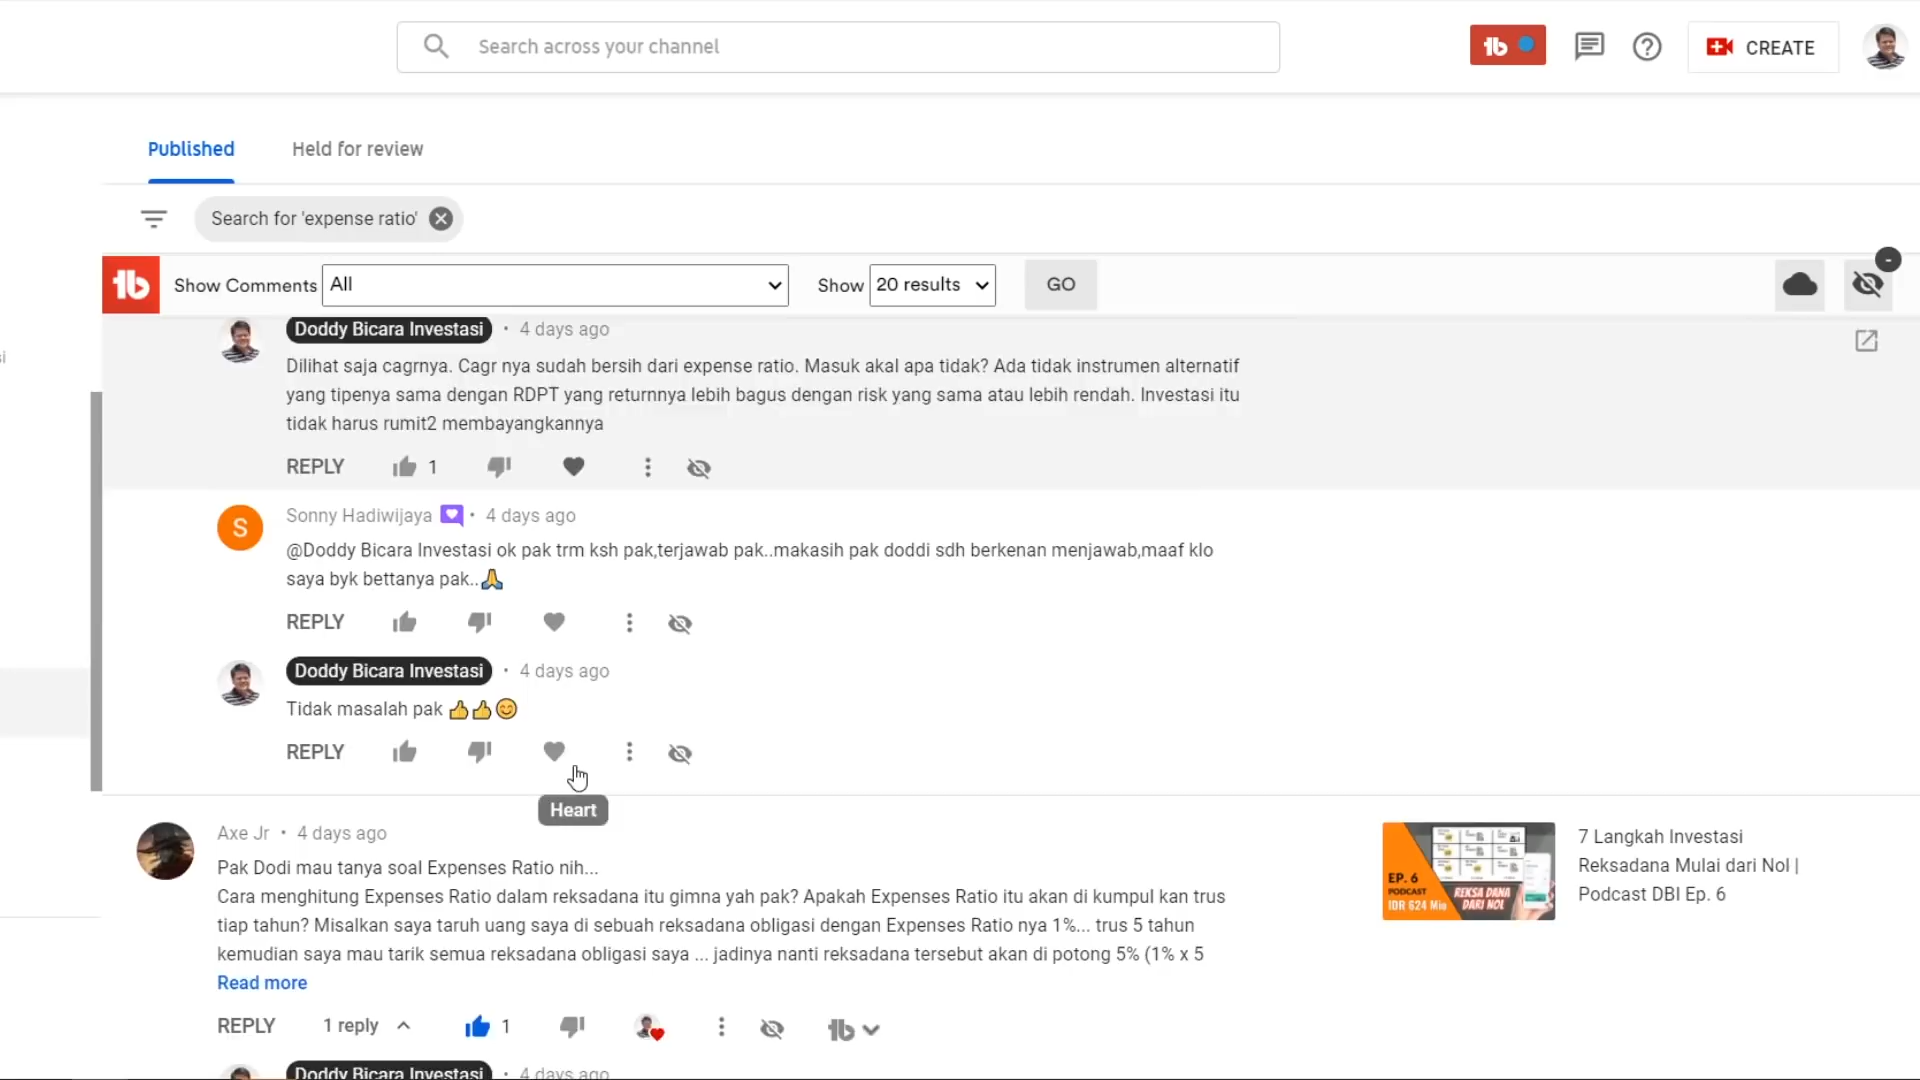 Search across your channel
CREATE
Published
Held for review
Search for 'expense ratio'
Show Comments
All
Show
20 results
GO
Doddy Bicara Investasi • 4 days ago
Dilihat saja cagrnya. Cagr nya sudah bersih dari expense ratio. Masuk akal apa tidak? Ada tidak instrumen alternatif
yang tipenya sama dengan RDPT yang returnnya lebih bagus dengan risk yang sama atau lebih rendah. Investasi itu
tidak harus rumit2 membayangkannya
REPLY 1
S
Sonny Hadiwijaya • 4 days ago
@Doddy Bicara Investasi ok pak trm ksh pak,terjawab pak..makasih pak doddi sdh berkenan menjawab,maaf klo
saya byk bettanya pak..🙏
REPLY
Doddy Bicara Investasi • 4 days ago
Tidak masalah pak 👍👍😊
REPLY
Heart
Axe Jr • 4 days ago
Pak Dodi mau tanya soal Expenses Ratio nih...
Cara menghitung Expenses Ratio dalam reksadana itu gimna yah pak? Apakah Expenses Ratio itu akan di kumpul kan trus
tiap tahun? Misalkan saya taruh uang saya di sebuah reksadana obligasi dengan Expenses Ratio nya 1%... trus 5 tahun
kemudian saya mau tarik semua reksadana obligasi saya ... jadinya nanti reksadana tersebut akan di potong 5% (1% x 5
Read more
REPLY 1 reply 1
EP. 6
PODCAST
IDR 624 Mio
REKSA DANA
DARI NOL
7 Langkah Investasi
Reksadana Mulai dari Nol |
Podcast DBI Ep. 6
Doddy Bicara Investasi • 4 days ago